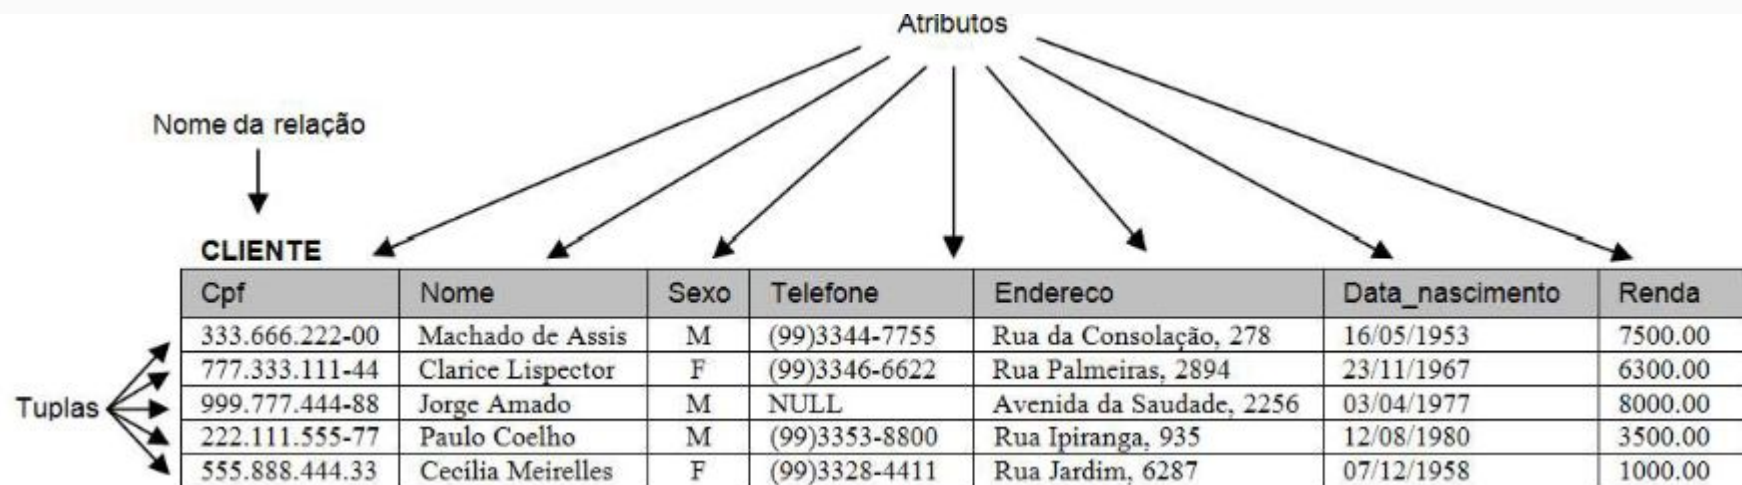 Atributos
Nome da relação
CLIENTE
Cpf Nome Sexo Telefone Endereco Data_nascimento Renda
333.666.222-00 Machado de Assis M (99)3344-7755 Rua da Consolação, 278 16/05/1953 7500.00
777.333.111-44 Clarice Lispector F (99)3346-6622 Rua Palmeiras, 2894 23/11/1967 6300.00
Tuplas 999.777.444-88 Jorge Amado M NULL Avenida da Saudade, 2256 03/04/1977 8000.00
222.111.555-77 Paulo Coelho M (99)3353-8800 Rua Ipiranga, 935 12/08/1980 3500.00
555.888.444.33 Cecília Meirelles F (99)3328-4411 Rua Jardim, 6287 07/12/1958 1000.00